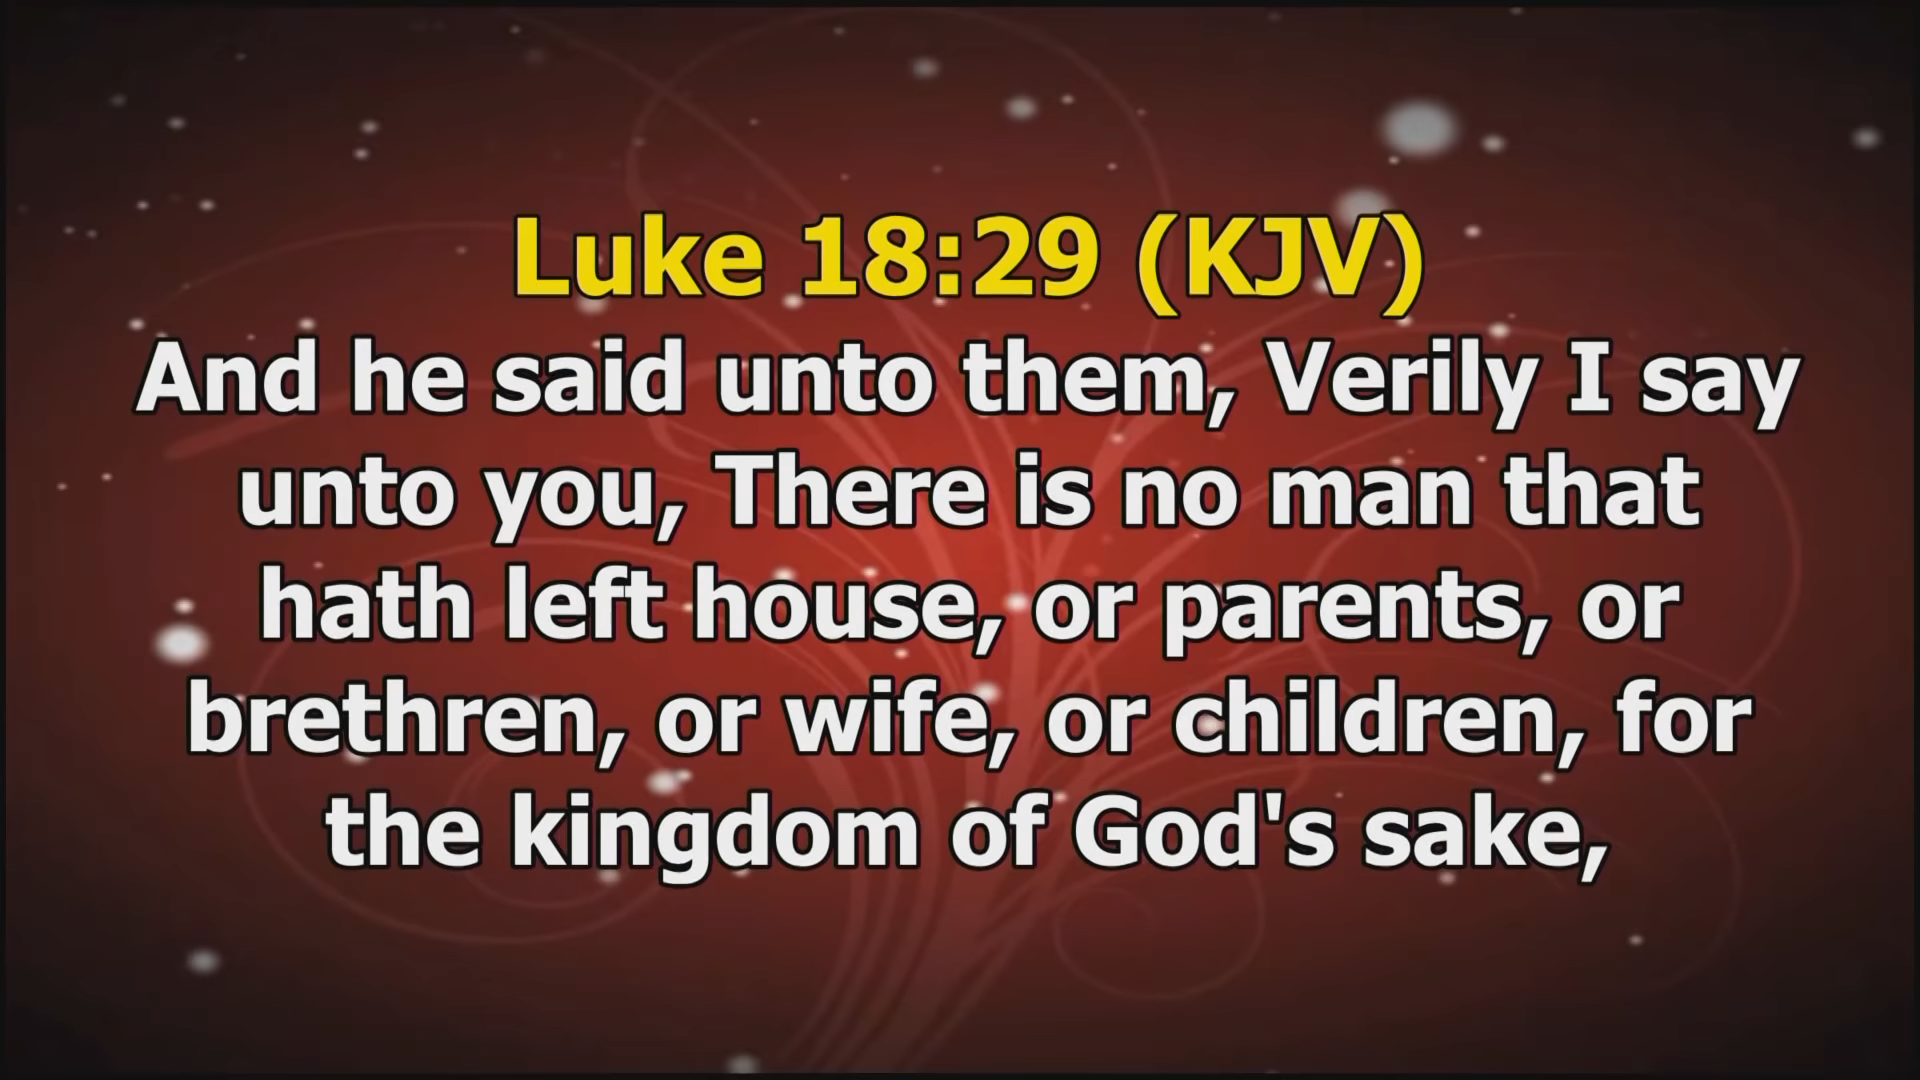 Luke 18:29 (KJV)
And he said unto them, Verily I say
unto you, There is no man that
hath left house, or parents, or
brethren, or wife, or children, for
the kingdom of God's sake,